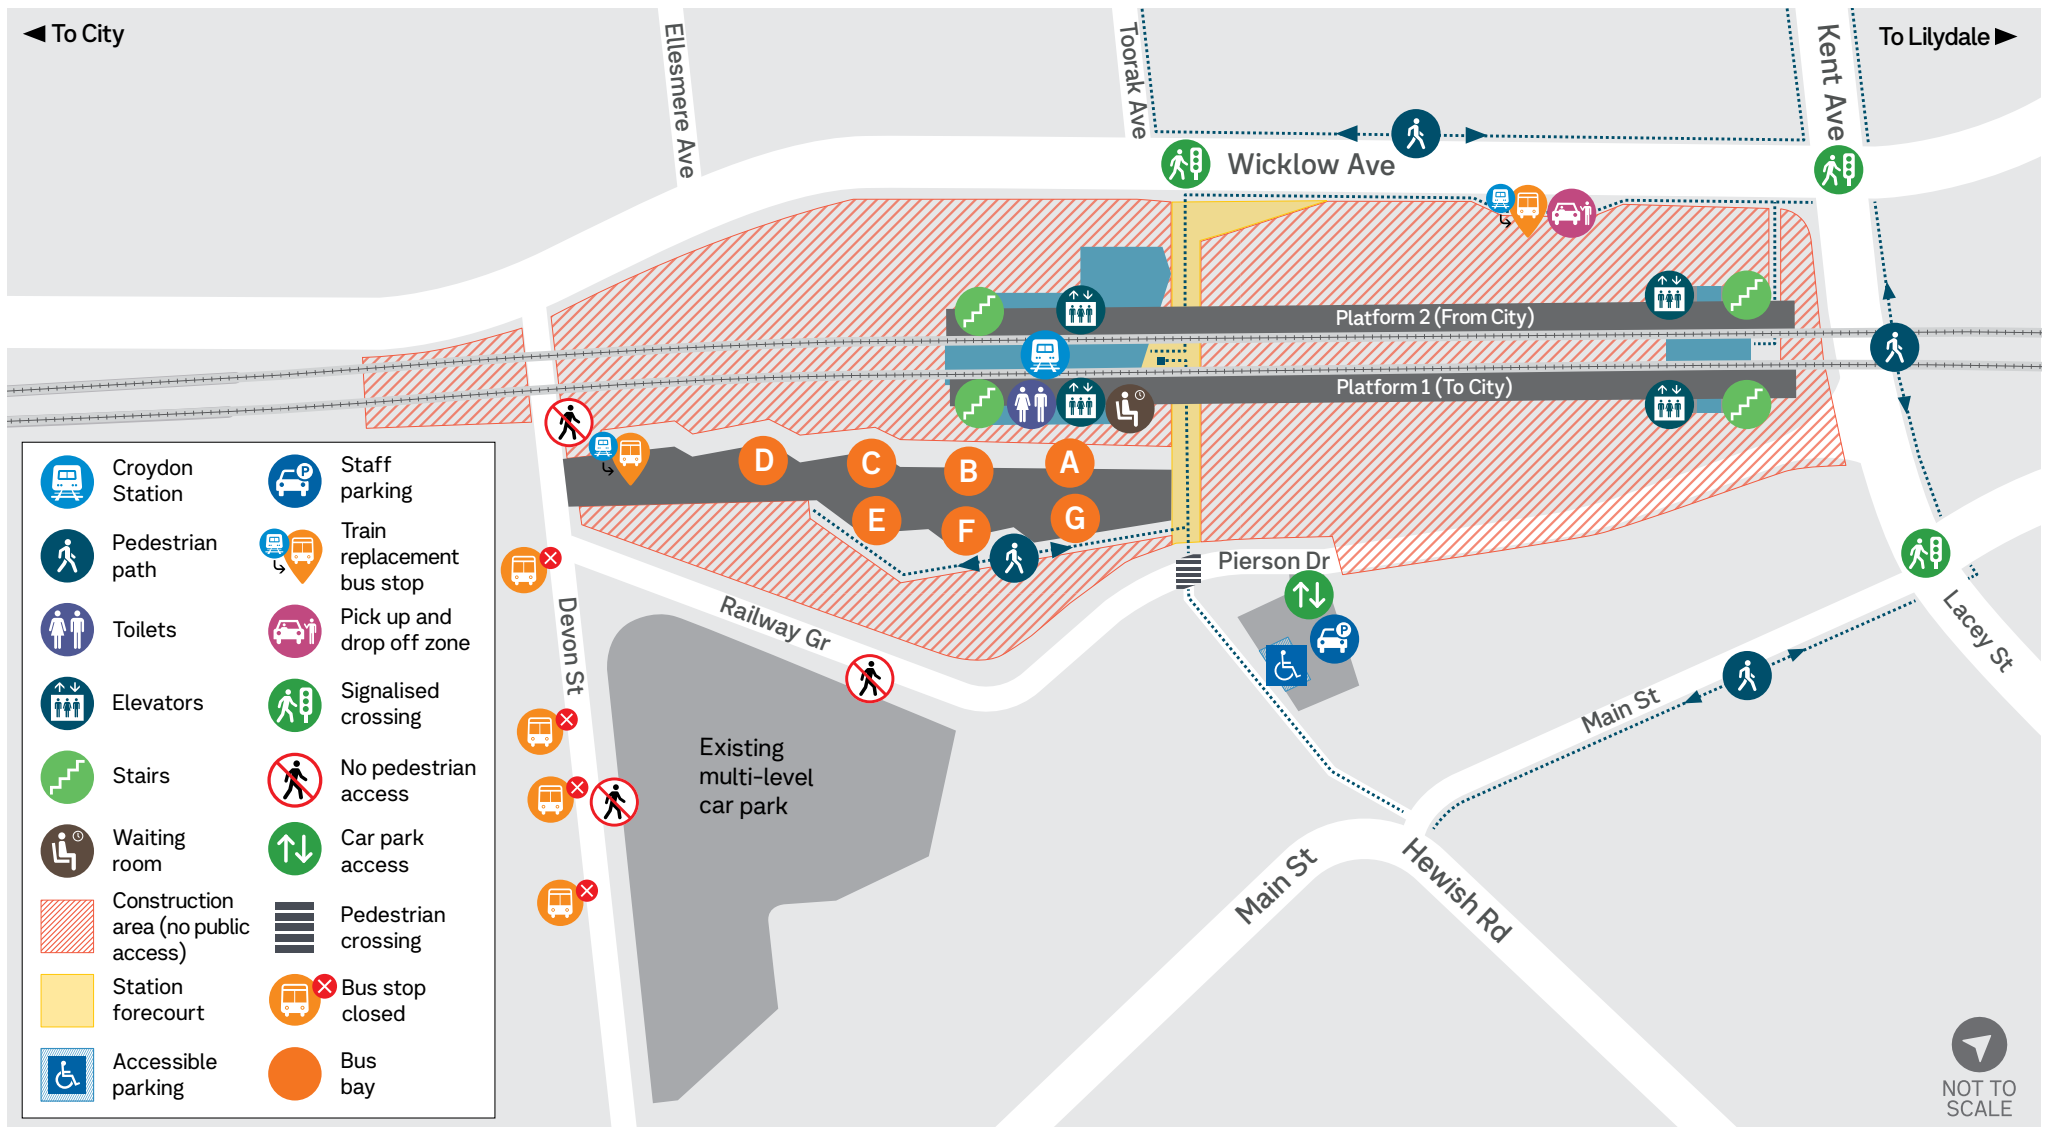 To City
To Lilydale
Ellesmere Ave
Toorak Ave
Kent Ave
Wicklow Ave
Platform 2 (From City)
Platform 1 (To City)
D
C
B
A
E
F
G
Pierson Dr
Railway Gr
Devon St
Lacey St
Main St
Main St
Hewish Rd
Existing
multi-level
car park
P
Croydon
Station
Pedestrian
path
Toilets
Elevators
Stairs
Waiting
room
Construction
area (no public
access)
Station
forecourt
Accessible
parking
P
Staff
parking
Train
replacement
bus stop
Pick up and
drop off zone
Signalised
crossing
No pedestrian
access
Car park
access
Pedestrian
crossing
Bus stop
closed
Bus
bay
NOT TO
SCALE